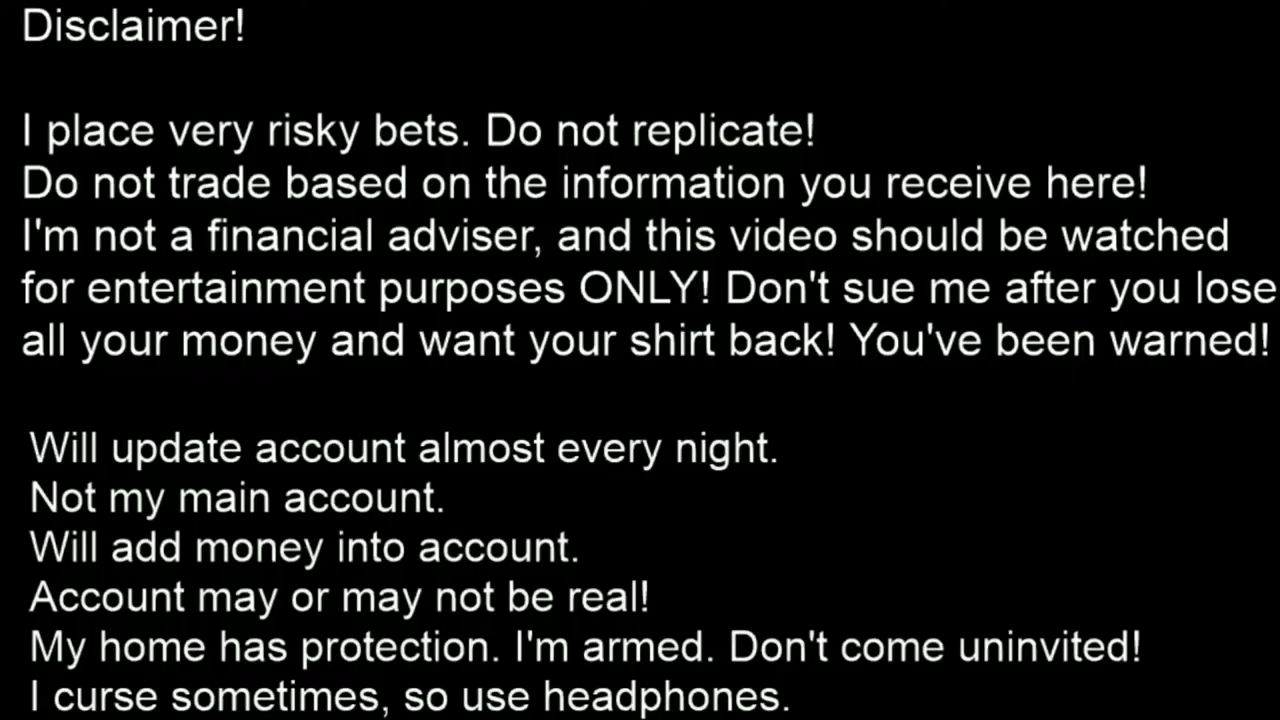 Disclaimer!
I place very risky bets. Do not replicate!
Do not trade based on the information you receive here!
I'm not a financial adviser, and this video should be watched
for entertainment purposes ONLY! Don't sue me after you lose
all your money and want your shirt back! You've been warned!
Will update account almost every night.
Not my main account.
Will add money into account.
Account may or may not be real!
My home has protection. I'm armed. Don't come uninvited!
I curse sometimes, so use headphones.